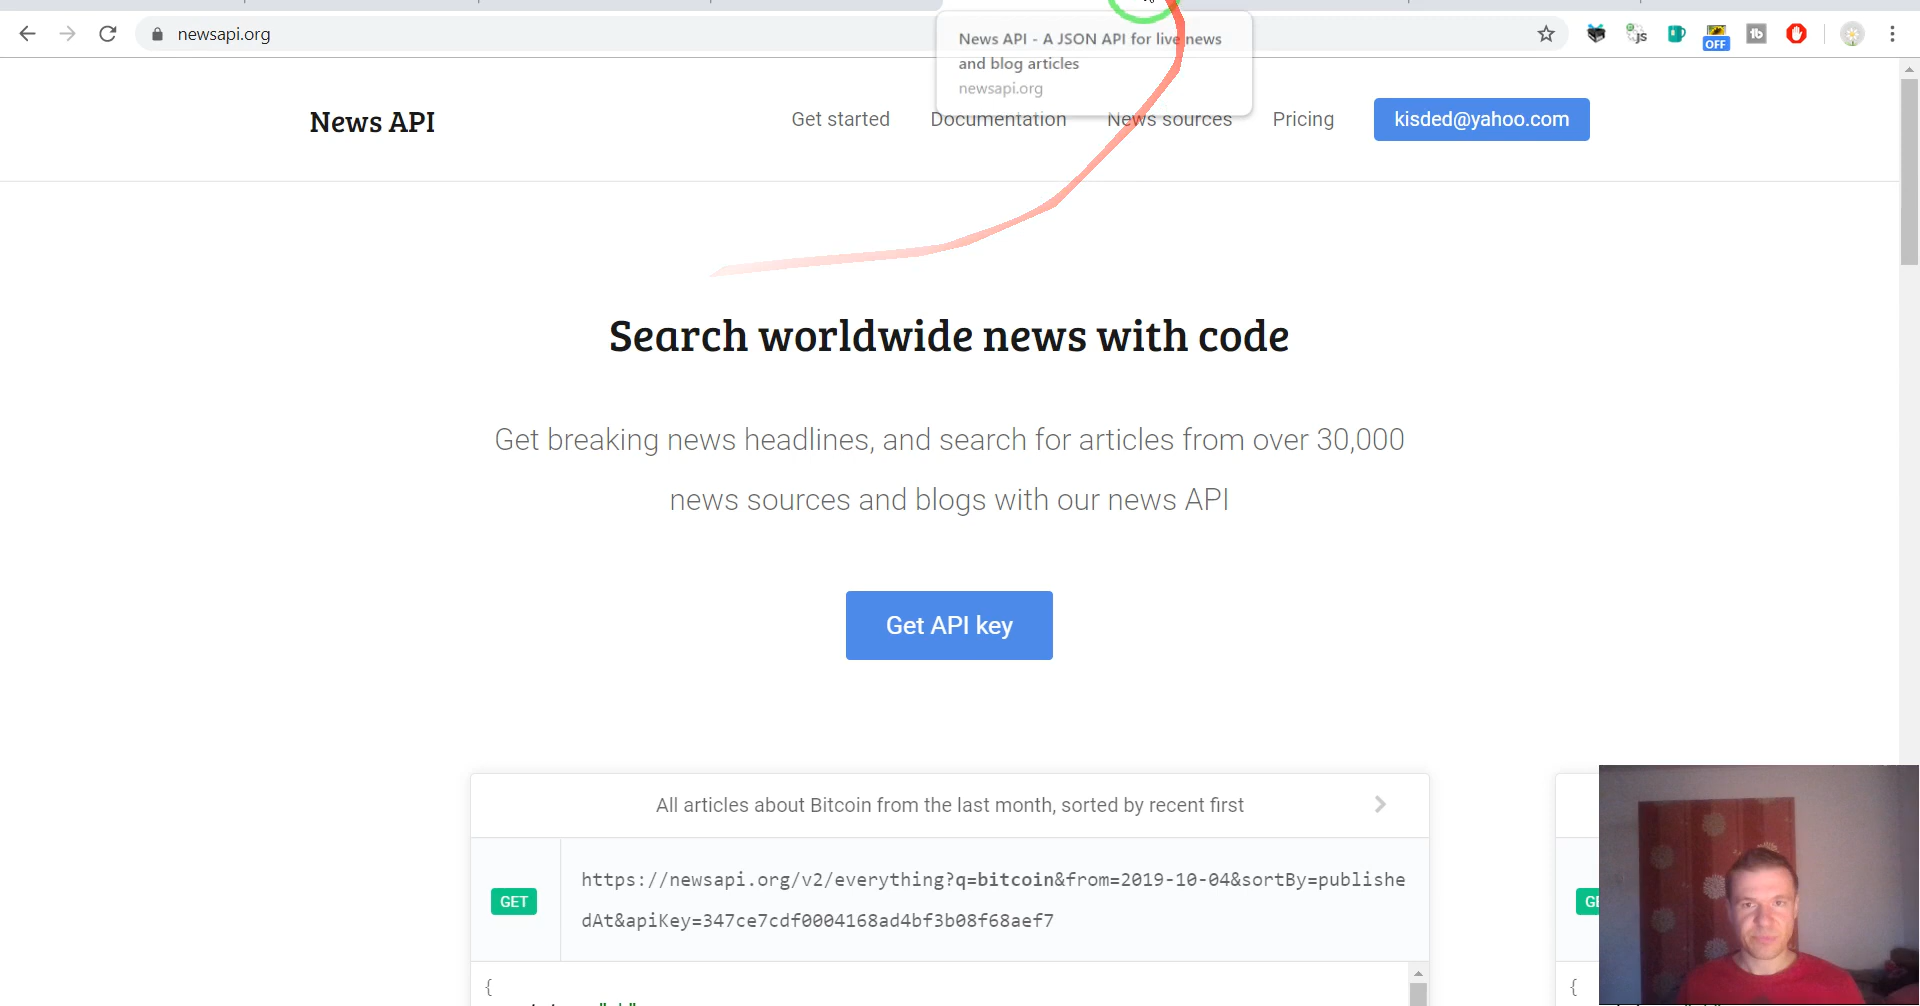 newsapi.org
News API - A JSON API for live news
and blog articles
newsapi.org
OFF
tb
News API
Get started
Documentation
News sources
Pricing
kisded@yahoo.com
Search worldwide news with code
Get breaking news headlines, and search for articles from over 30,000
news sources and blogs with our news API
Get API key
All articles about Bitcoin from the last month, sorted by recent first
GET
https://newsapi.org/v2/everything?q=bitcoin&from=2019-10-04&sortBy=publishe
dAt&apiKey=347ce7cdf0004168ad4bf3b08f68aef7
{
{